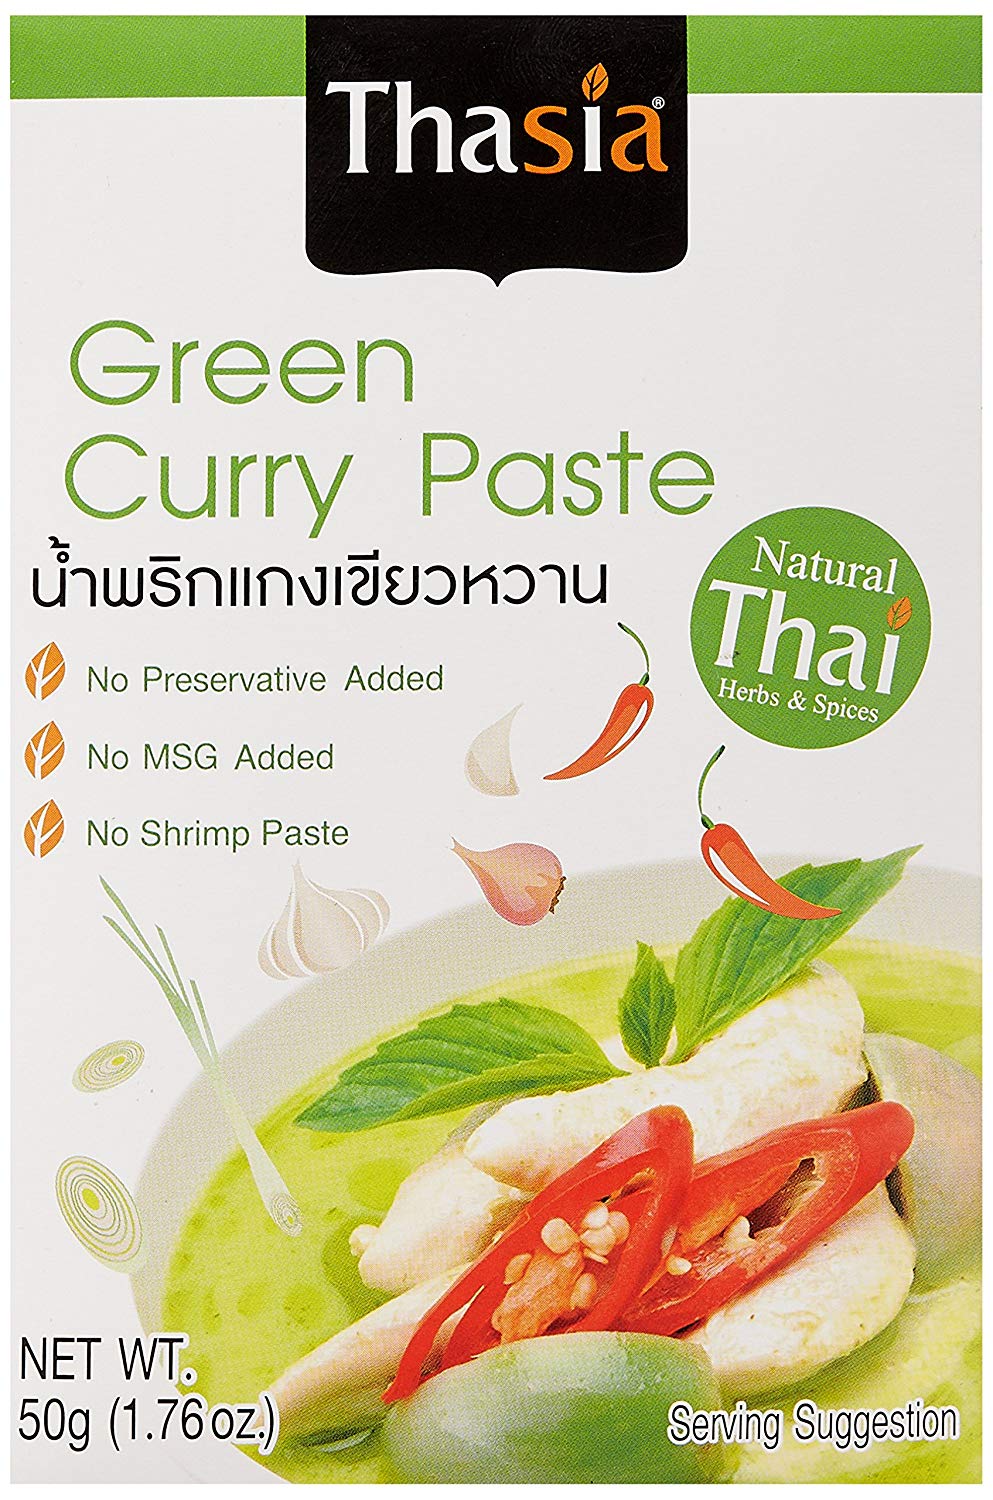 Thasia®
Green
Curry Paste
น้ำพริกแกงเขียวหวาน
Natural
Thai
Herbs & Spices
No Preservative Added
No MSG Added
No Shrimp Paste
NET WT.
50g (1.76oz.)
Serving Suggestion